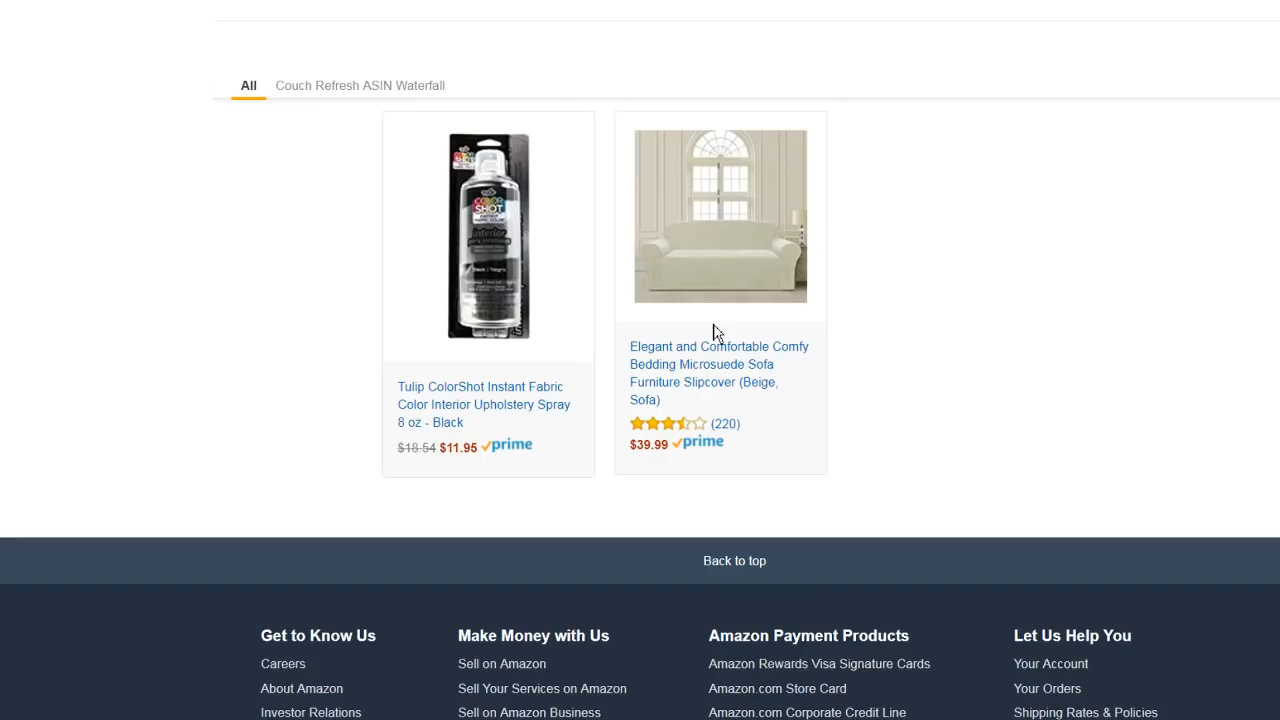 All
Couch Refresh ASIN Waterfall
COLOR
SHOT
Tulip ColorShot Instant Fabric
Color Interior Upholstery Spray
8 oz - Black
$18.54 $11.95 prime
Elegant and Comfortable Comfy
Bedding Microsuede Sofa
Furniture Slipcover (Beige,
Sofa)
(220)
$39.99 prime
Back to top
Get to Know Us
Careers
About Amazon
Investor Relations
Make Money with Us
Sell on Amazon
Sell Your Services on Amazon
Sell on Amazon Business
Amazon Payment Products
Amazon Rewards Visa Signature Cards
Amazon.com Store Card
Amazon.com Corporate Credit Line
Let Us Help You
Your Account
Your Orders
Shipping Rates & Policies